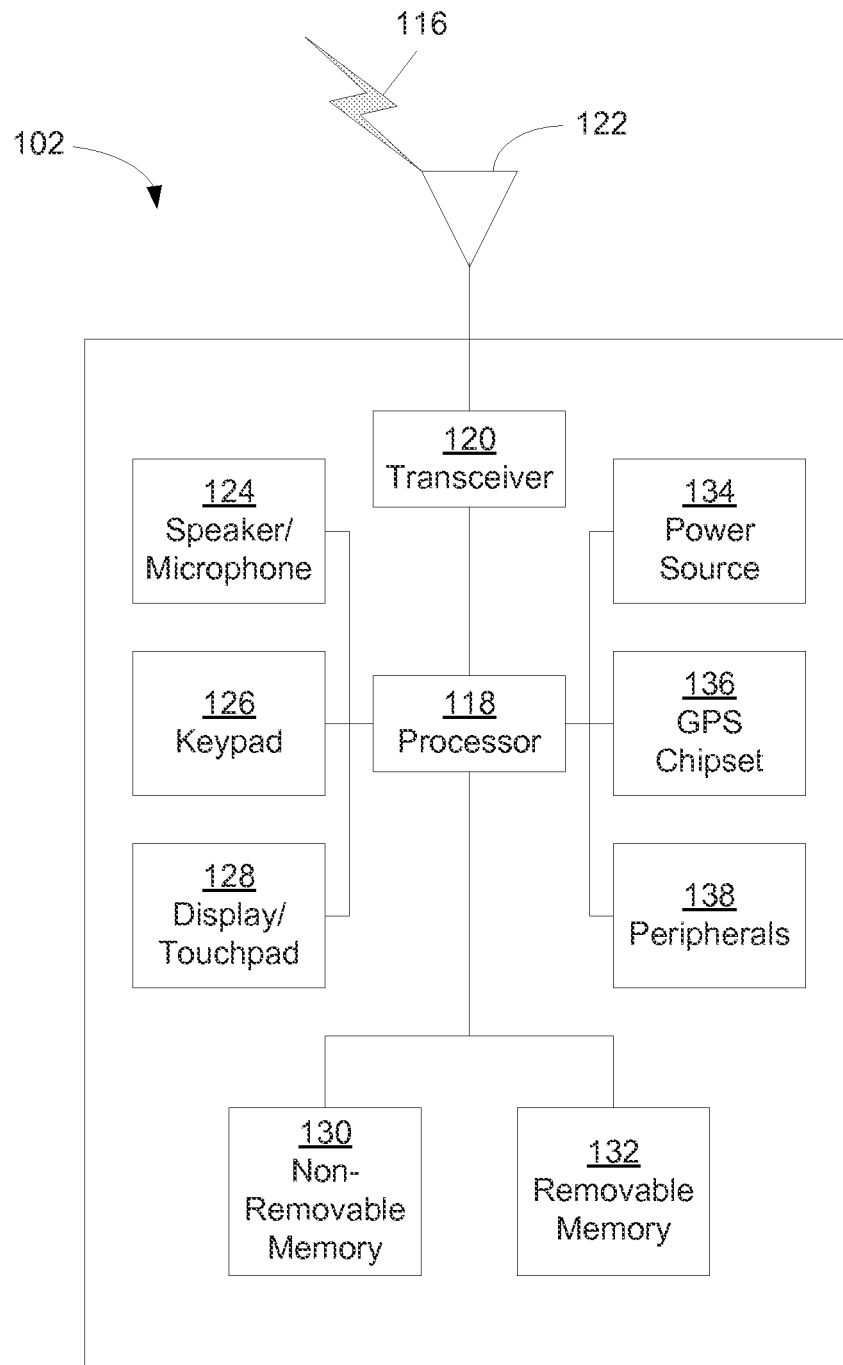 116
122
102
120
Transceiver
124
Speaker/
Microphone
134
Power
Source
126
Keypad
118
Processor
136
GPS
Chipset
128
Display/
Touchpad
138
Peripherals
130
Non-
Removable
Memory
132
Removable
Memory